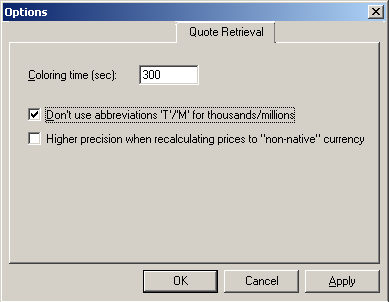 Options
Quote Retrieval
Coloring time (sec):
300
Don't use abbreviations 'T'/'M' for thousands/millions
Higher precision when recalculating prices to "non-native" currency
OK
Cancel
Apply